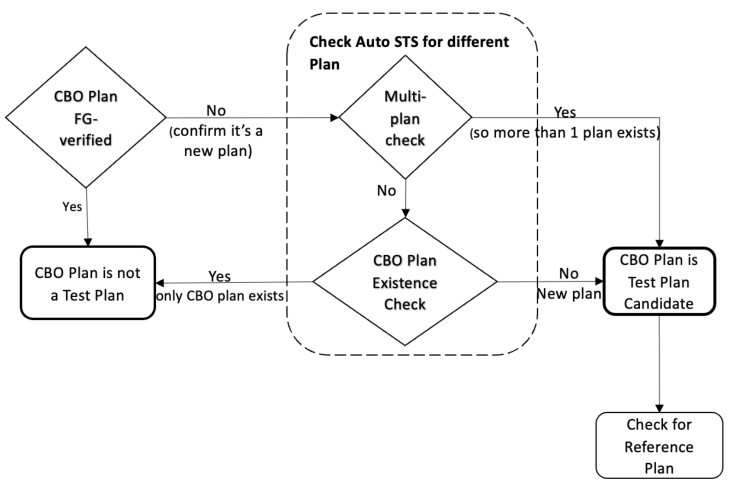 Check Auto STS for different
Plan
CBO Plan
FG-
verified
No
(confirm it's a
new plan)
Multi-
plan
check
Yes
(so more than 1 plan exists)
Yes
No
CBO Plan is not
a Test Plan
Yes
only CBO plan exists
CBO Plan
Existence
Check
No
New plan
CBO Plan is
Test Plan
Candidate
Check for
Reference
Plan